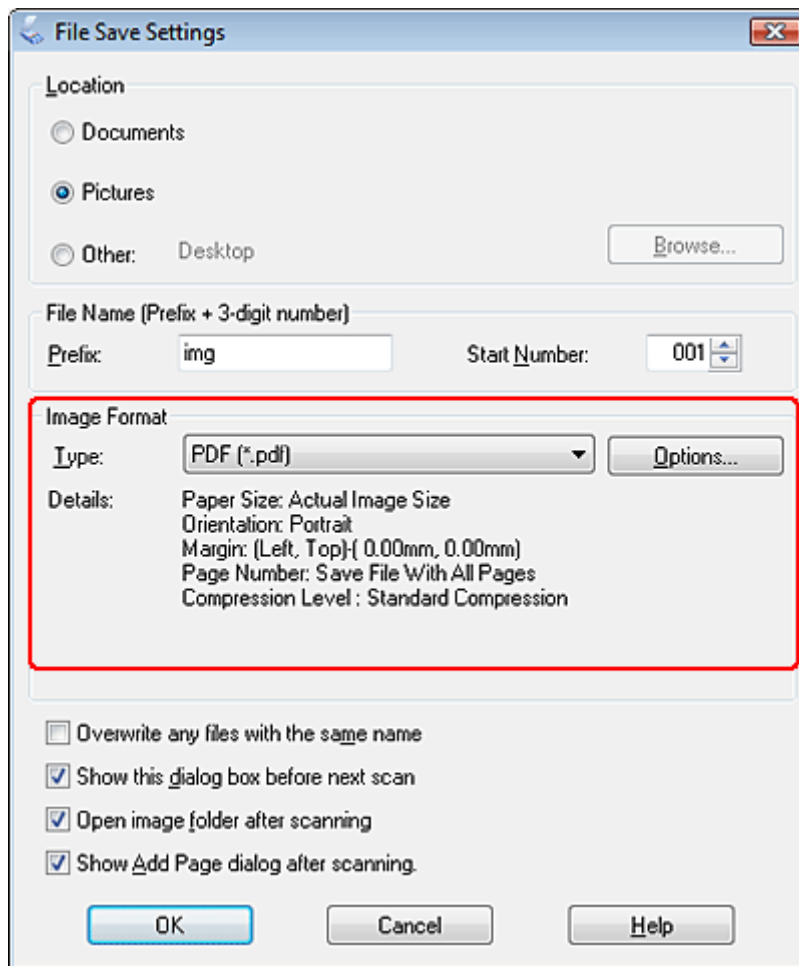 File Save Settings
Location
Documents
Pictures
Other: Desktop Browse...
File Name (Prefix + 3-digit number)
Prefix: img Start Number: 001
Image Format
Type: PDF (*.pdf) Options...
Details: Paper Size: Actual Image Size
Orientation: Portrait
Margin: (Left, Top)-( 0.00mm, 0.00mm)
Page Number: Save File With All Pages
Compression Level : Standard Compression
Overwrite any files with the same name
Show this dialog box before next scan
Open image folder after scanning
Show Add Page dialog after scanning.
OK Cancel Help